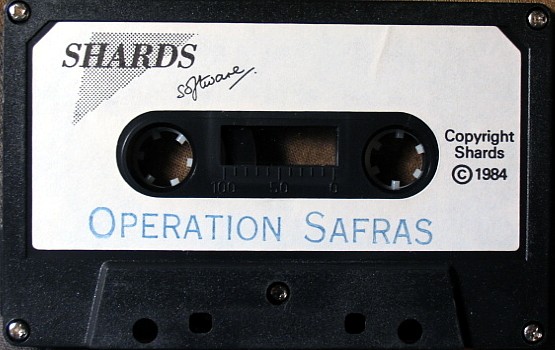 SHARDS
software.
Copyright
Shards
© 1984
100 50 0
OPERATION SAFRAS